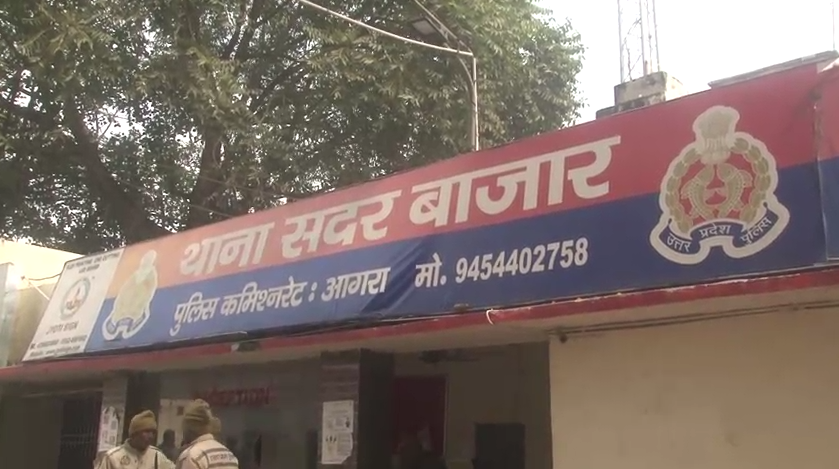 थाना सदर बाजार
पुलिस कमिश्नरेट : आगरा मो. 9454402758
उत्तर प्रदेश पुलिस